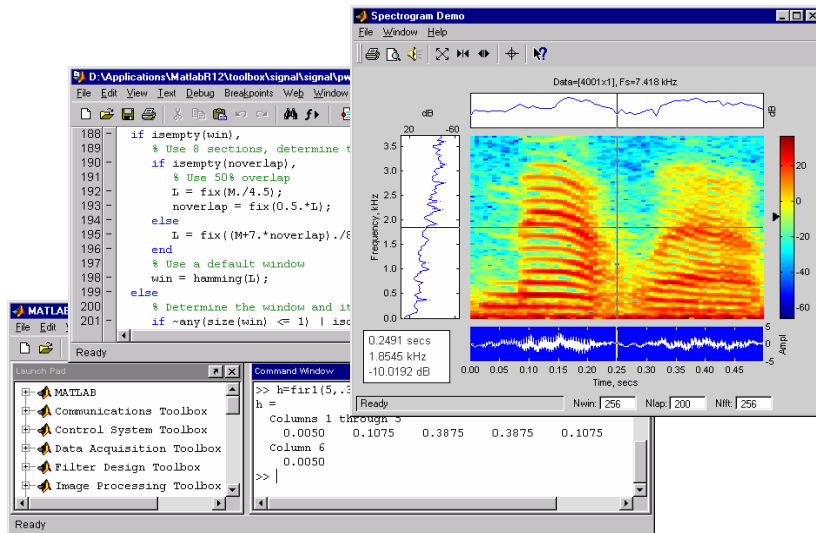 Spectrogram Demo
File Window Help
Data=[4001x1], Fs=7.418 kHz
dB
20 -60
3.5
3.0
2.5
2.0
1.5
1.0
0.5
0.0
Frequency, kHz
dB
20
0
-20
-40
-60
0.2491 secs
1.8545 kHz
-10.0192 dB
5
0
-5
Ampl
0.00 0.05 0.10 0.15 0.20 0.25 0.30 0.35 0.40 0.45
Time, secs
Ready
Nwin: 256 Nlap: 200 Nfft: 256
D:\Applications\MatlabR12\toolbox\signal\signal\
File Edit View Text Debug Breakpoints Web Window
188 - if isempty(win),
189 % Use 8 sections, determine
190 - if isempty(noverlap),
191 % Use 50% overlap
192 - L = fix(M./4.5);
193 - noverlap = fix(0.5.*L);
194 - else
195 - L = fix((M+7.*noverlap)./8
196 - end
197 % Use a default window
198 - win = hamming(L);
199 - else
200 % Determine the window and
201 - if ~any(size(win) <= 1) |
Ready
MATLAB
File Edit
Launch Pad
MATLAB
Communications Toolbox
Control System Toolbox
Data Acquisition Toolbox
Filter Design Toolbox
Image Processing Toolbox
Command Window
>> h=fir1(5,.3
h =
Columns 1 through 5
0.0050 0.1075 0.3875 0.3875 0.1075
Column 6
0.0050
>>
Ready